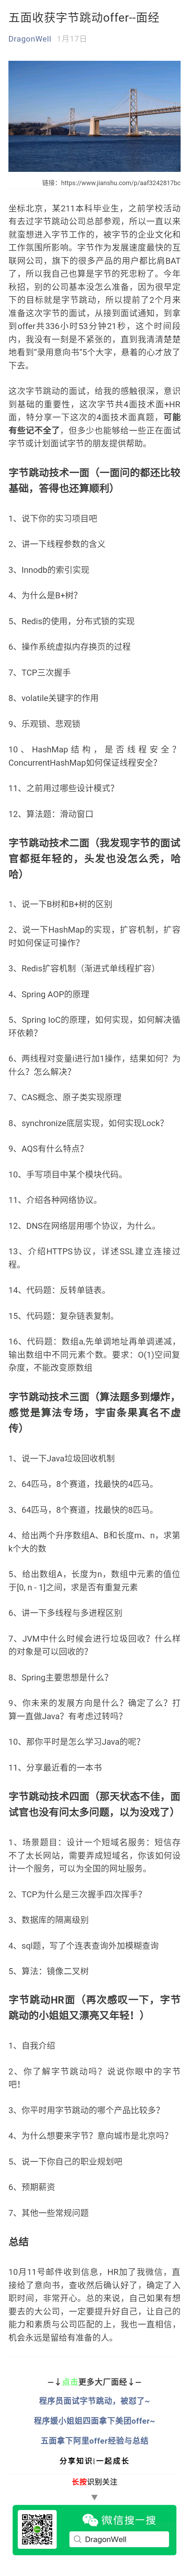 五面收获字节跳动offer--面经
DragonWell 1月17日
链接：https://www.jianshu.com/p/aaf3242817bc
坐标北京，某211本科毕业生，之前学校活动
有去过字节跳动公司总部参观，所以一直以来
就蛮想进入字节工作的，被字节的企业文化和
工作氛围所影响。字节作为发展速度最快的互
联网公司，旗下的很多产品的用户都比肩BAT
了，所以我自己也算是字节的死忠粉了。今年
秋招，别的公司基本没怎么准备，因为很早定
下的目标就是字节跳动，所以提前了2个月来
准备这次字节的面试，从接到面试通知，到拿
到offer共336小时53分钟21秒，这个时间段
内，我没有一刻是不紧张的，直到我清清楚楚
地看到“录用意向书”5个大字，悬着的心才放了
下去。
这次字节跳动的面试，给我的感触很深，意识
到基础的重要性，这次字节共4面技术面+HR
面，特分享一下这次的4面技术面真题，可能
有些记不全了，但多少也能够给一些正在面试
字节或计划面试字节的朋友提供帮助。
字节跳动技术一面（一面问的都还比较
基础，答得也还算顺利）
1、说下你的实习项目吧
2、讲一下线程参数的含义
3、Innodb的索引实现
4、为什么是B+树？
5、Redis的使用，分布式锁的实现
6、操作系统虚拟内存换页的过程
7、TCP三次握手
8、volatile关键字的作用
9、乐观锁、悲观锁
10、HashMap结构，是否线程安全？
ConcurrentHashMap如何保证线程安全？
11、之前用过哪些设计模式？
12、算法题：滑动窗口
字节跳动技术二面（我发现字节的面试
官都挺年轻的，头发也没怎么秃，哈
哈）
1、说一下B树和B+树的区别
2、说一下HashMap的实现，扩容机制，扩容
时如何保证可操作？
3、Redis扩容机制（渐进式单线程扩容）
4、Spring AOP的原理
5、Spring IoC的原理，如何实现，如何解决循
环依赖？
6、两线程对变量i进行加1操作，结果如何？为
什么？怎么解决？
7、CAS概念、原子类实现原理
8、synchronize底层实现，如何实现Lock？
9、AQS有什么特点？
10、手写项目中某个模块代码。
11、介绍各种网络协议。
12、DNS在网络层用哪个协议，为什么。
13、介绍HTTPS协议，详述SSL建立连接过
程。
14、代码题：反转单链表。
15、代码题：复杂链表复制。
16、代码题：数组a,先单调地址再单调递减，
输出数组中不同元素个数。要求：O(1)空间复
杂度，不能改变原数组
字节跳动技术三面（算法题多到爆炸，
感觉是算法专场，宇宙条果真名不虚
传）
1、说一下Java垃圾回收机制
2、64匹马，8个赛道，找最快的4匹马。
3、64匹马，8个赛道，找最快的8匹马。
4、给出两个升序数组A、B和长度m、n，求第
k个大的数
5、给出数组A，长度为n，数组中元素的值位
于[0, n - 1]之间，求是否有重复元素
6、讲一下多线程与多进程区别
7、JVM中什么时候会进行垃圾回收？什么样
的对象是可以回收的？
8、Spring主要思想是什么？
9、你未来的发展方向是什么？确定了么？打
算一直做Java？有考虑过转吗？
10、那你平时是怎么学习Java的呢？
11、分享最近看的一本书
字节跳动技术四面（那天状态不佳，面
试官也没有问太多问题，以为没戏了）
1、场景题目：设计一个短域名服务：短信存
不了太长网站，需要弄成短域名，你该如何设
计一个服务，可以为全国的网址服务。
2、TCP为什么是三次握手四次挥手？
3、数据库的隔离级别
4、sql题，写了个连表查询外加模糊查询
5、算法：镜像二叉树
字节跳动HR面（再次感叹一下，字节
跳动的小姐姐又漂亮又年轻！）
1、自我介绍
2、你了解字节跳动吗？说说你眼中的字节
吧！
3、你平时用字节跳动的哪个产品比较多？
4、为什么想要来字节？意向城市是北京吗？
5、说一下你自己的职业规划吧
6、预期薪资
7、其他一些常规问题
总结
10月11号邮件收到信息，HR加了我微信，直
接给了意向书，查收然后确认好了，确定了入
职时间，非常开心。总的来说，自己如果有想
要去的大公司，一定要提升好自己，让自己的
能力和素质与公司匹配的上，我也一直相信，
机会永远是留给有准备的人。
—↓点击更多大厂面经↓—
程序员面试字节跳动，被怼了~
程序媛小姐姐四面拿下美团offer~
五面拿下阿里offer经验与总结
分享知识|一起成长
长按识别关注
▼
微信搜一搜
DragonWell